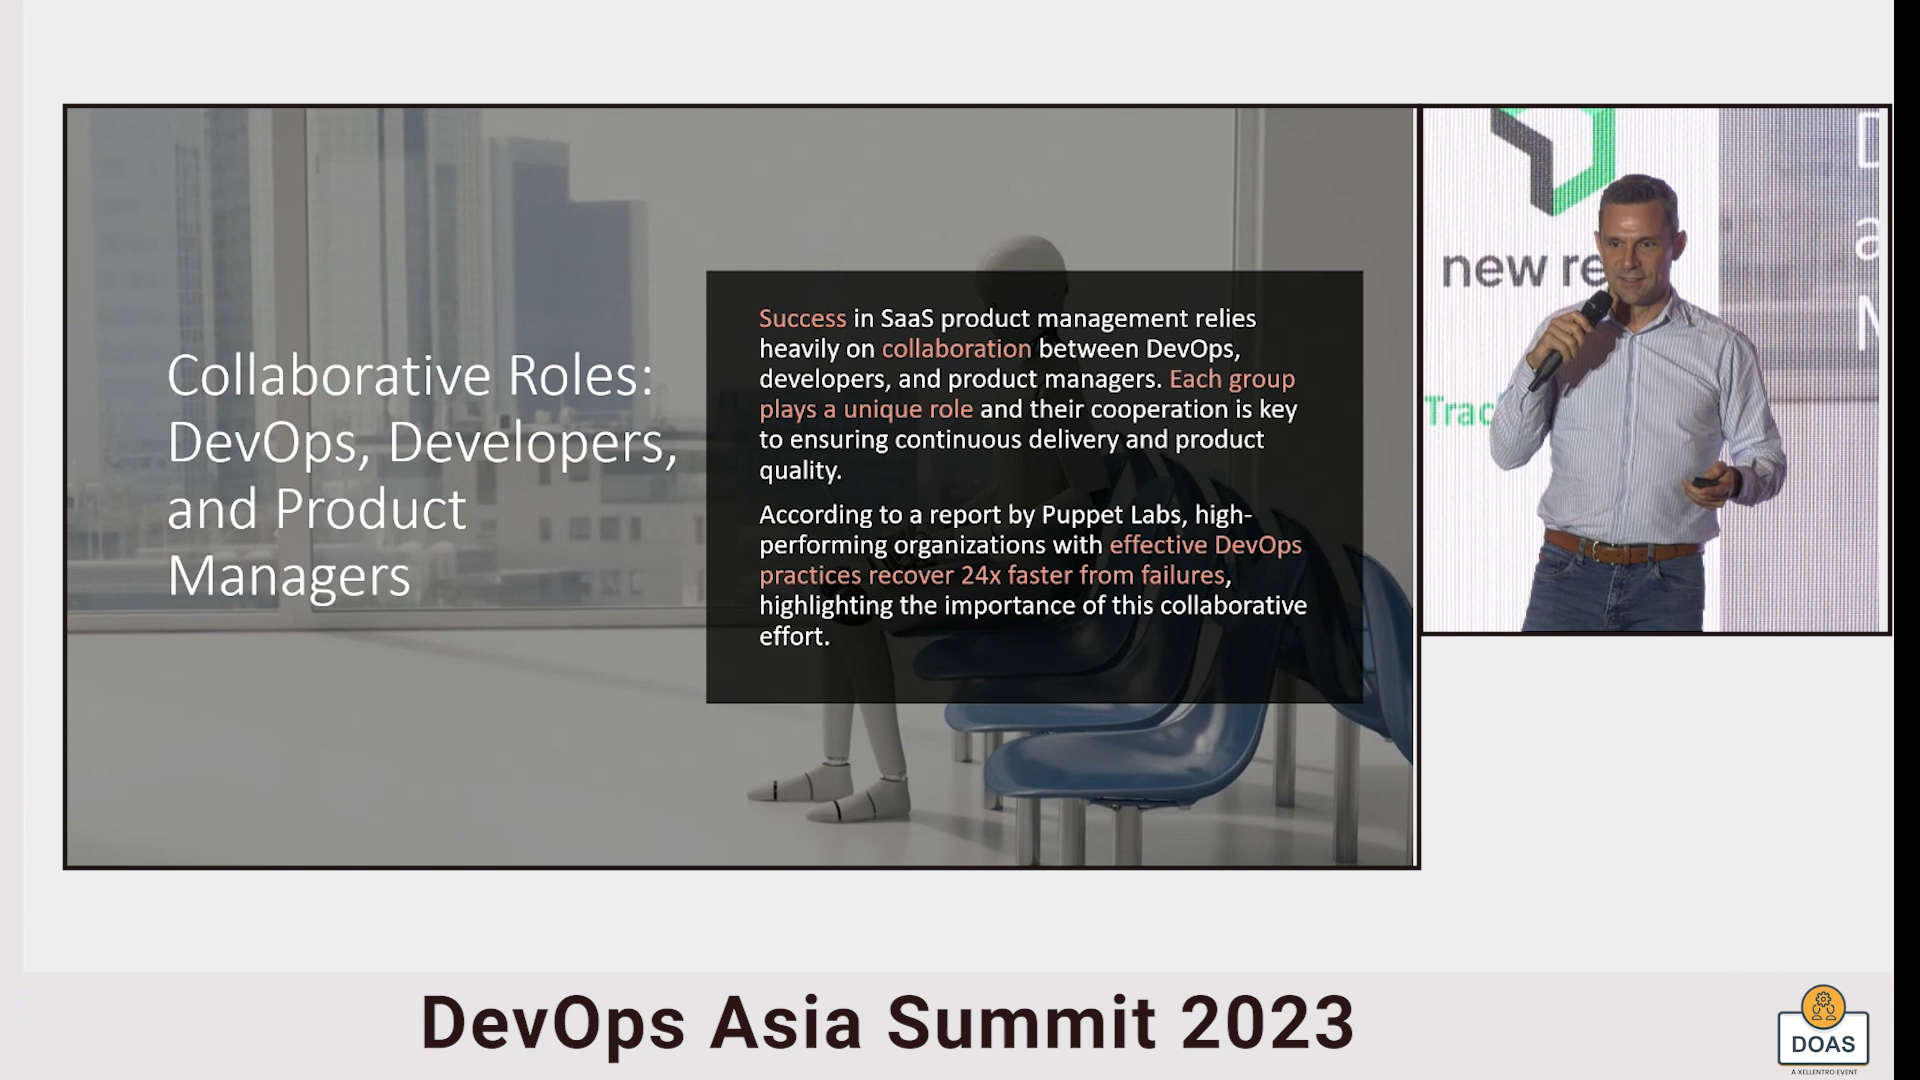 Collaborative Roles:
DevOps, Developers,
and Product
Managers
Success in SaaS product management relies
heavily on collaboration between DevOps,
developers, and product managers. Each group
plays a unique role and their cooperation is key
to ensuring continuous delivery and product
quality.
According to a report by Puppet Labs, high-
performing organizations with effective DevOps
practices recover 24x faster from failures,
highlighting the importance of this collaborative
effort.
new re
Trac
D
a
M
DevOps Asia Summit 2023
DOAS
A XELLENTRO EVENT